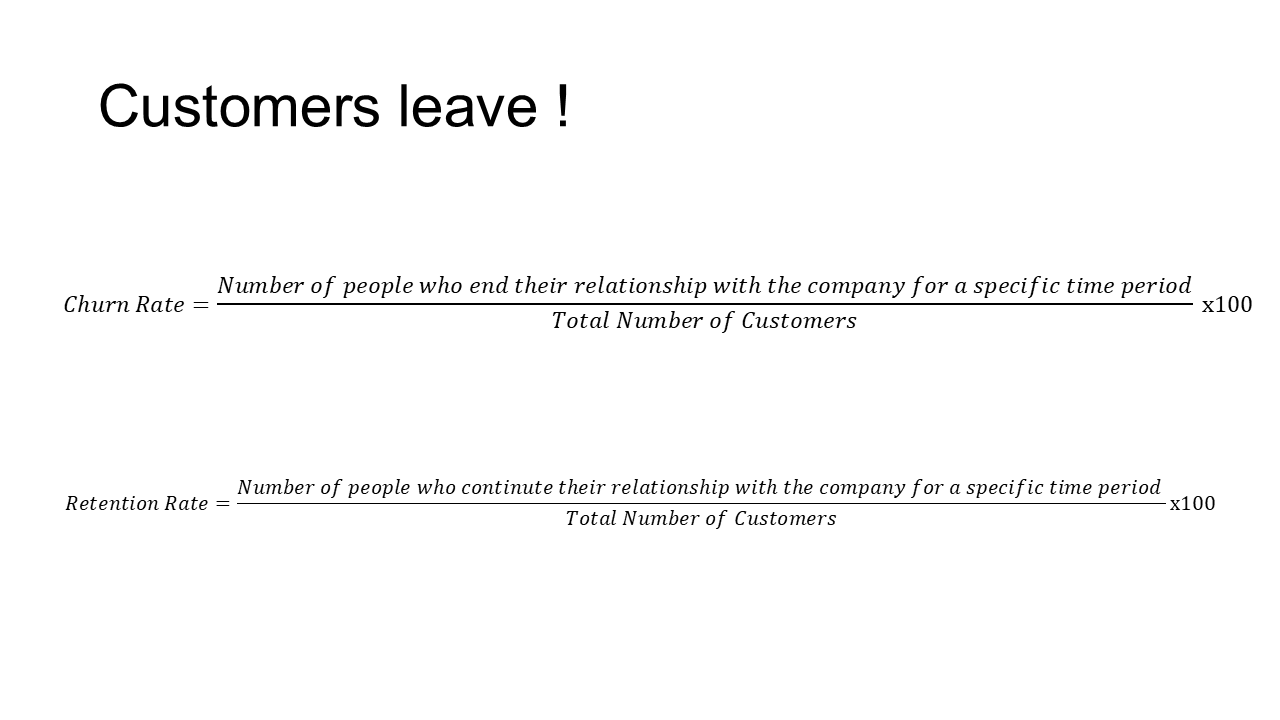 Customers leave !
Churn Rate = Number of people who end their relationship with the company for a specific time period / Total Number of Customers x100
Retention Rate = Number of people who continute their relationship with the company for a specific time period / Total Number of Customers x100